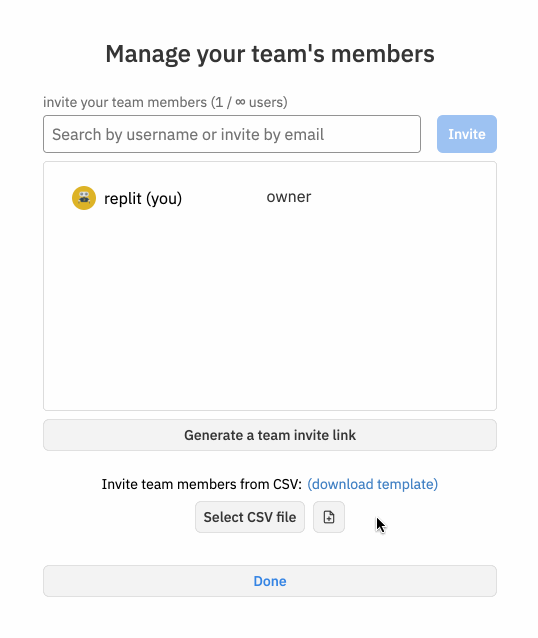 Manage your team's members
invite your team members (1 / ∞ users)
Search by username or invite by email
Invite
replit (you)
owner
Generate a team invite link
Invite team members from CSV: (download template)
Select CSV file
Done